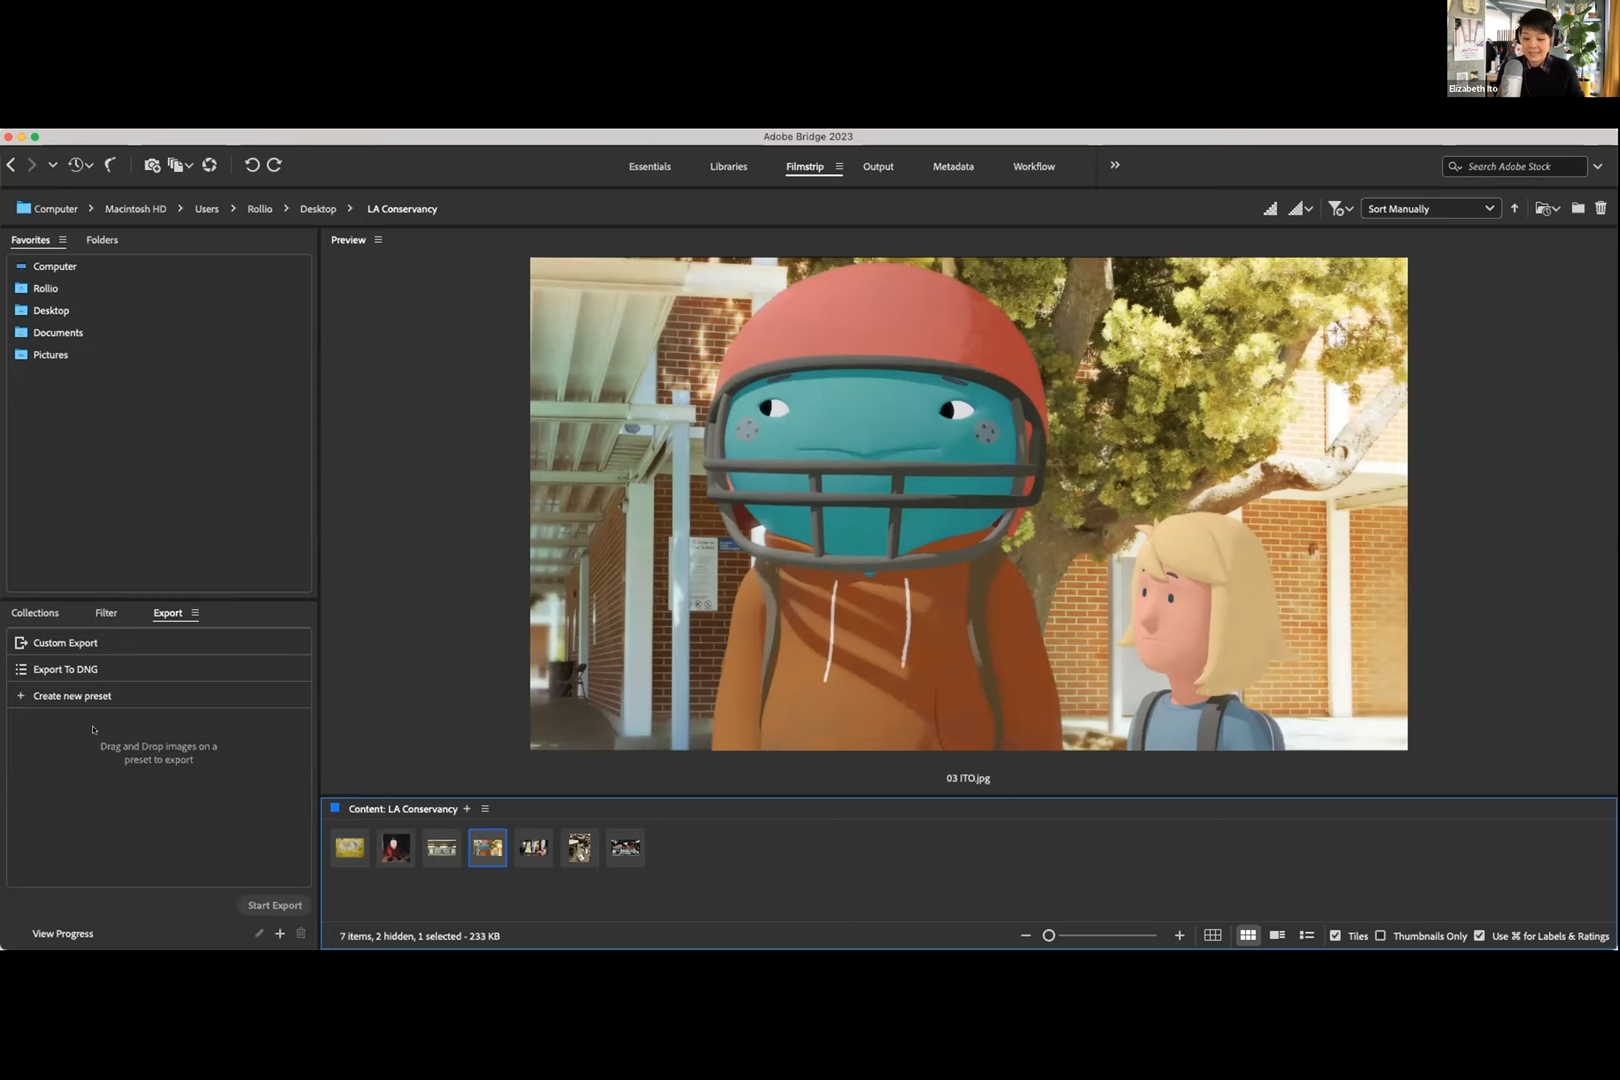 Elizabeth Ito
Adobe Bridge 2023
Essentials
Libraries
Filmstrip
Output
Metadata
Workflow
Search Adobe Stock
Computer
Macintosh HD
Users
Rollio
Desktop
LA Conservancy
Sort Manually
Favorites
Folders
Computer
Rollio
Desktop
Documents
Pictures
Preview
03 ITO.jpg
Collections
Filter
Export
Custom Export
Export To DNG
Create new preset
Drag and Drop images on a
preset to export
Start Export
View Progress
Content: LA Conservancy
7 items, 2 hidden, 1 selected - 233 KB
Tiles
Thumbnails Only
Use ⌘ for Labels & Ratings